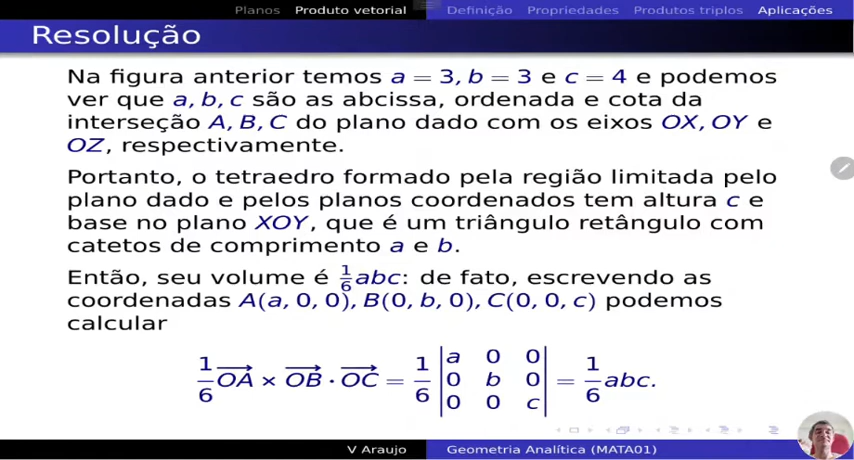 Planos Produto vetorial Definição Propriedades Produtos triplos Aplicações
Resolução
Na figura anterior temos a = 3, b = 3 e c = 4 e podemos
ver que a, b, c são as abcissa, ordenada e cota da
interseção A, B, C do plano dado com os eixos OX, OY e
OZ, respectivamente.
Portanto, o tetraedro formado pela região limitada pelo
plano dado e pelos planos coordenados tem altura c e
base no plano XOY, que é um triângulo retângulo com
catetos de comprimento a e b.
Então, seu volume é 1/6 abc: de fato, escrevendo as
coordenadas A(a, 0, 0), B(0, b, 0), C(0, 0, c) podemos
calcular
1/6 OA→ × OB→ · OC→ = 1/6 |a 0 0; 0 b 0; 0 0 c| = 1/6 abc.
V Araujo Geometria Analítica (MATA01)